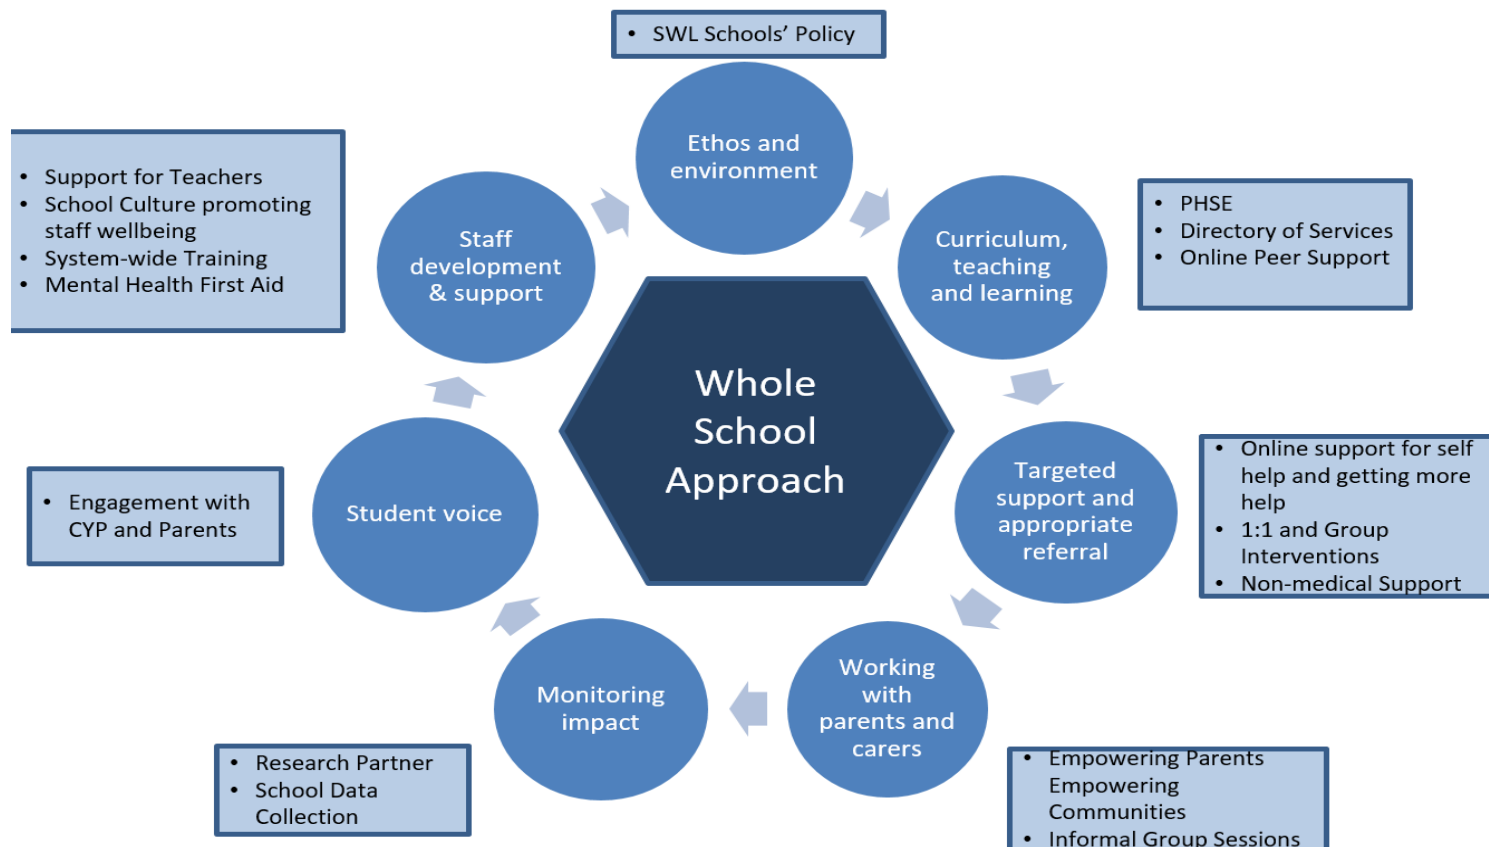 • SWL Schools' Policy
Ethos and
environment
Curriculum,
teaching
and learning
• PHSE
• Directory of Services
• Online Peer Support
Targeted
support and
appropriate
referral
• Online support for self
help and getting more
help
• 1:1 and Group
Interventions
• Non-medical Support
Working
with
parents and
carers
• Empowering Parents
Empowering
Communities
• Informal Group Sessions
Monitoring
impact
• Research Partner
• School Data
Collection
Student voice
• Engagement with
CYP and Parents
Staff
development
& support
• Support for Teachers
• School Culture promoting
staff wellbeing
• System-wide Training
• Mental Health First Aid
Whole
School
Approach